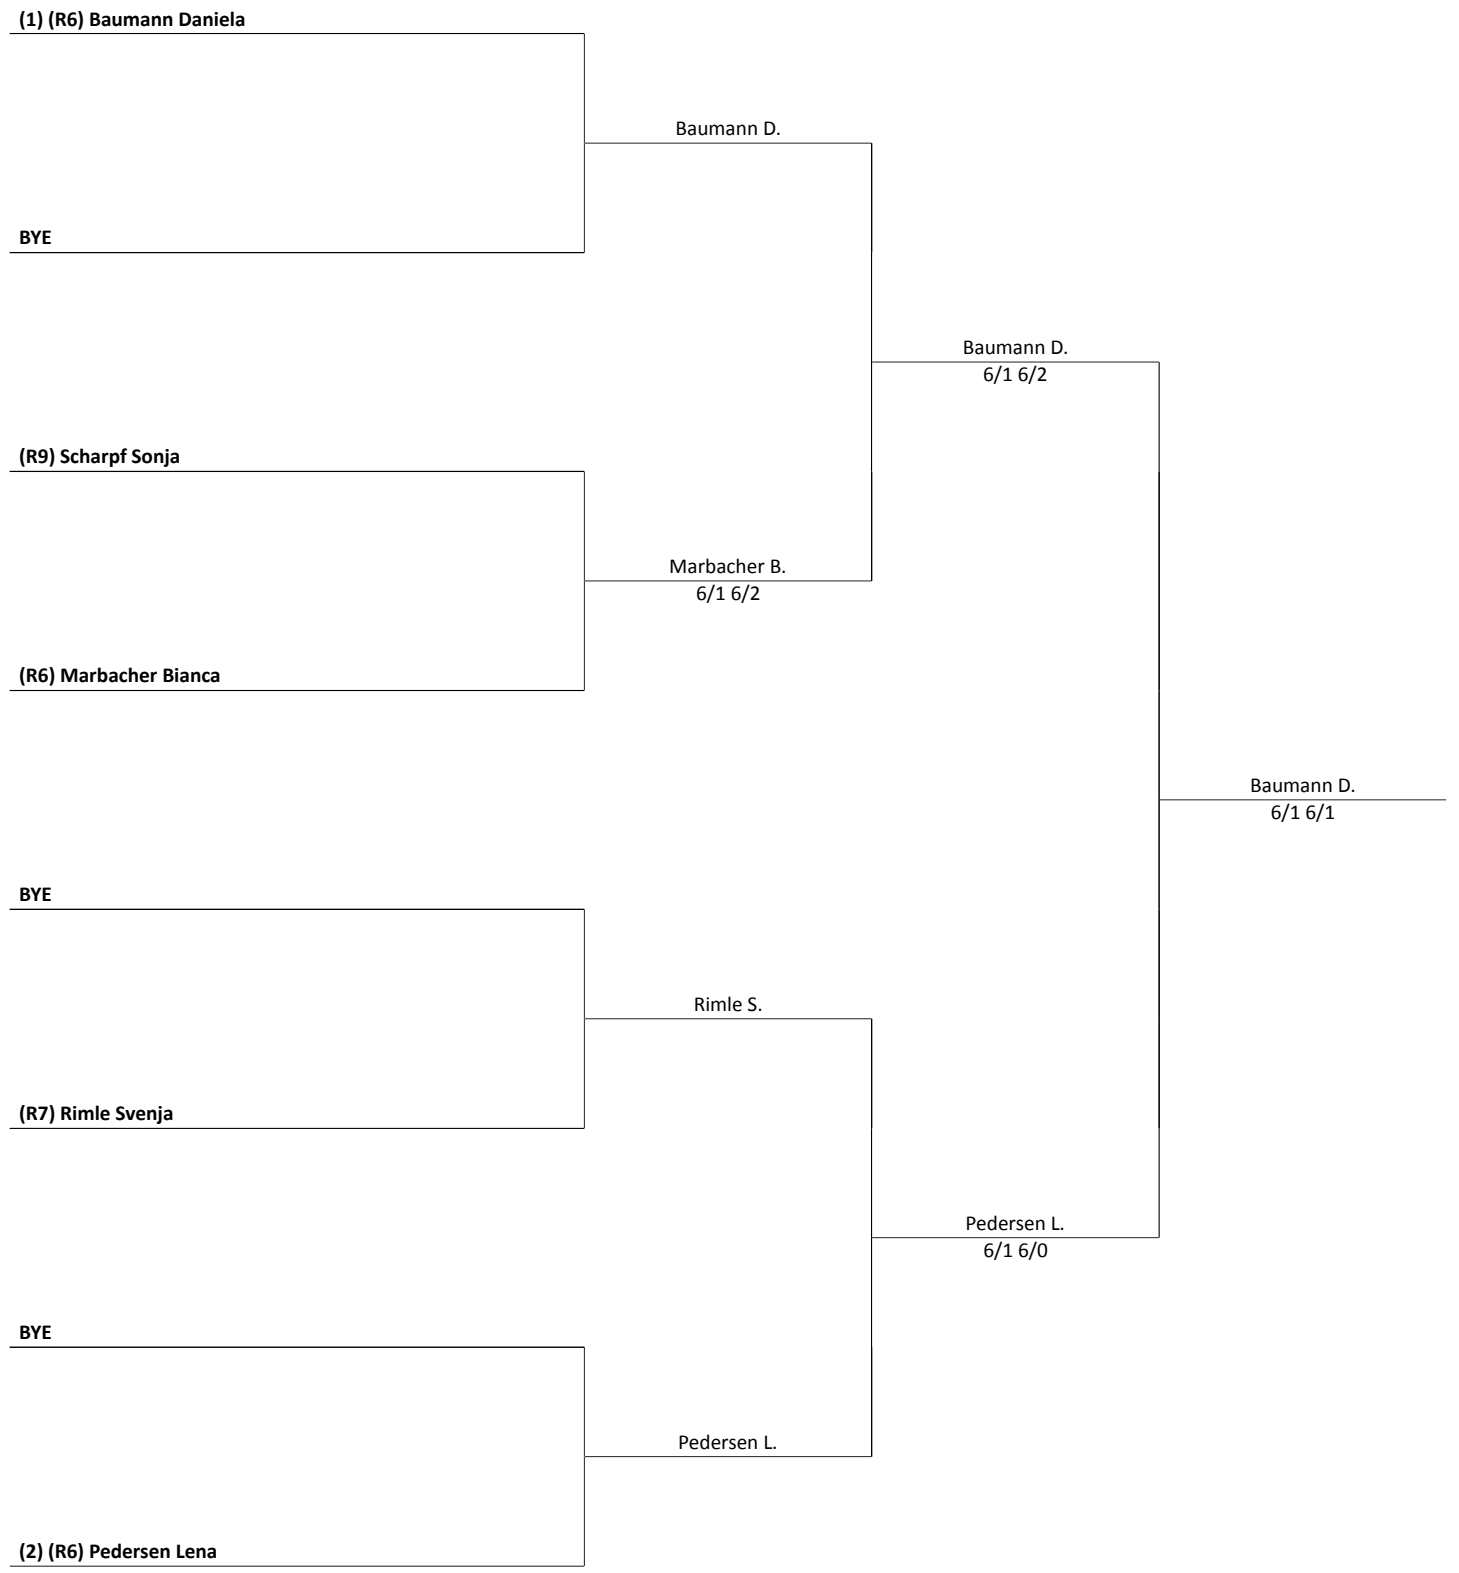 (1) (R6) Baumann Daniela
Baumann D.
BYE
Baumann D.
6/1 6/2
(R9) Scharpf Sonja
Marbacher B.
6/1 6/2
(R6) Marbacher Bianca
Baumann D.
6/1 6/1
BYE
Rimle S.
(R7) Rimle Svenja
Pedersen L.
6/1 6/0
BYE
Pedersen L.
(2) (R6) Pedersen Lena